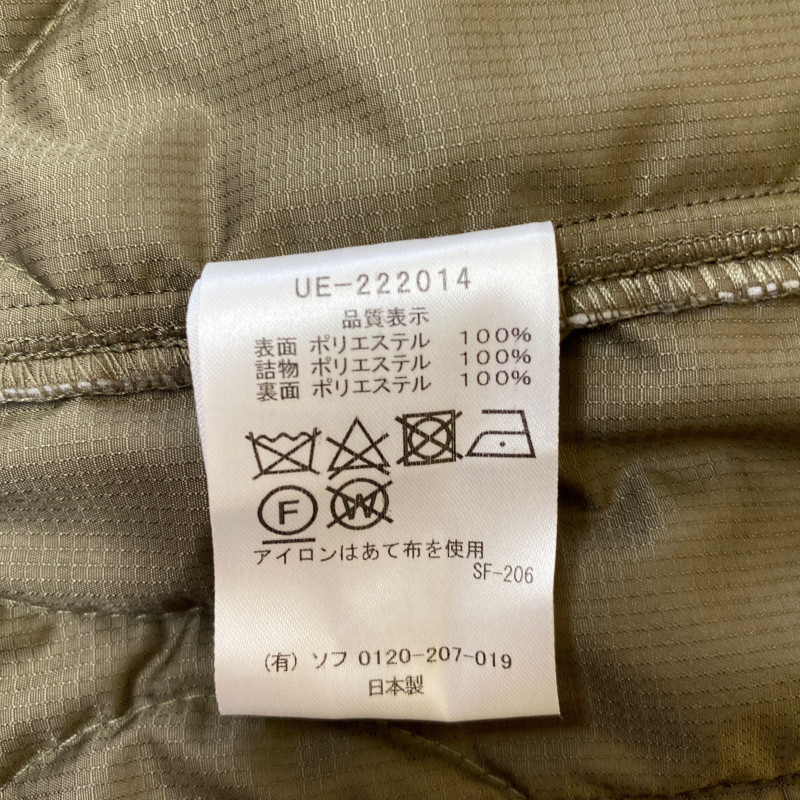 UE-222014
品質表示
表面 ポリエステル 100%
詰物 ポリエステル 100%
裏面 ポリエステル 100%
F W
アイロンはあて布を使用
SF-206
(有) ソフ 0120-207-019
日本製